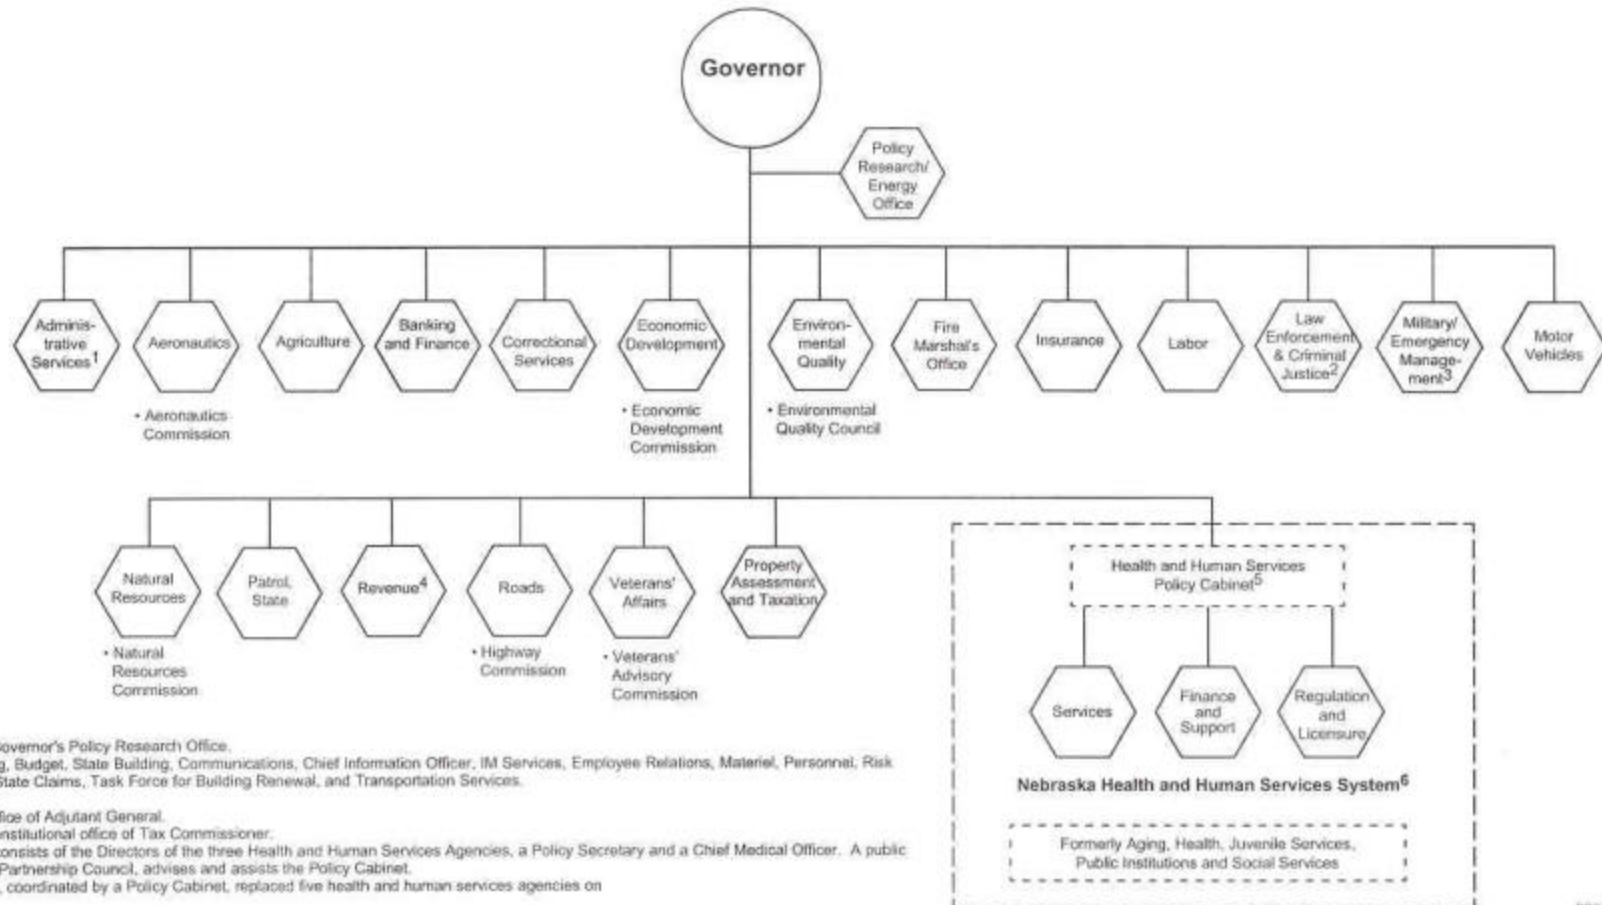 Governor
Policy
Research/
Energy
Office
Adminis-
trative
Services1
Aeronautics
• Aeronautics
Commission
Agriculture
Banking
and Finance
Correctional
Services
Economic
Development
• Economic
Development
Commission
Environ-
mental
Quality
• Environmental
Quality Council
Fire
Marshal's
Office
Insurance
Labor
Law
Enforcement
& Criminal
Justice2
Military/
Emergency
Manage-
ment3
Motor
Vehicles
Natural
Resources
• Natural
Resources
Commission
Patrol,
State
Revenue4
Roads
• Highway
Commission
Veterans'
Affairs
• Veterans'
Advisory
Commission
Property
Assessment
and Taxation
Health and Human Services
Policy Cabinet5
Services
Finance
and
Support
Regulation
and
Licensure
Nebraska Health and Human Services System6
Formerly Aging, Health, Juvenile Services,
Public Institutions and Social Services
Governor's Policy Research Office.
g, Budget, State Building, Communications, Chief Information Officer, IM Services, Employee Relations, Materiel, Personnel, Risk
State Claims, Task Force for Building Renewal, and Transportation Services.
fice of Adjutant General.
nstitutional office of Tax Commissioner.
onsists of the Directors of the three Health and Human Services Agencies, a Policy Secretary and a Chief Medical Officer. A public
Partnership Council, advises and assists the Policy Cabinet.
, coordinated by a Policy Cabinet, replaced five health and human services agencies on